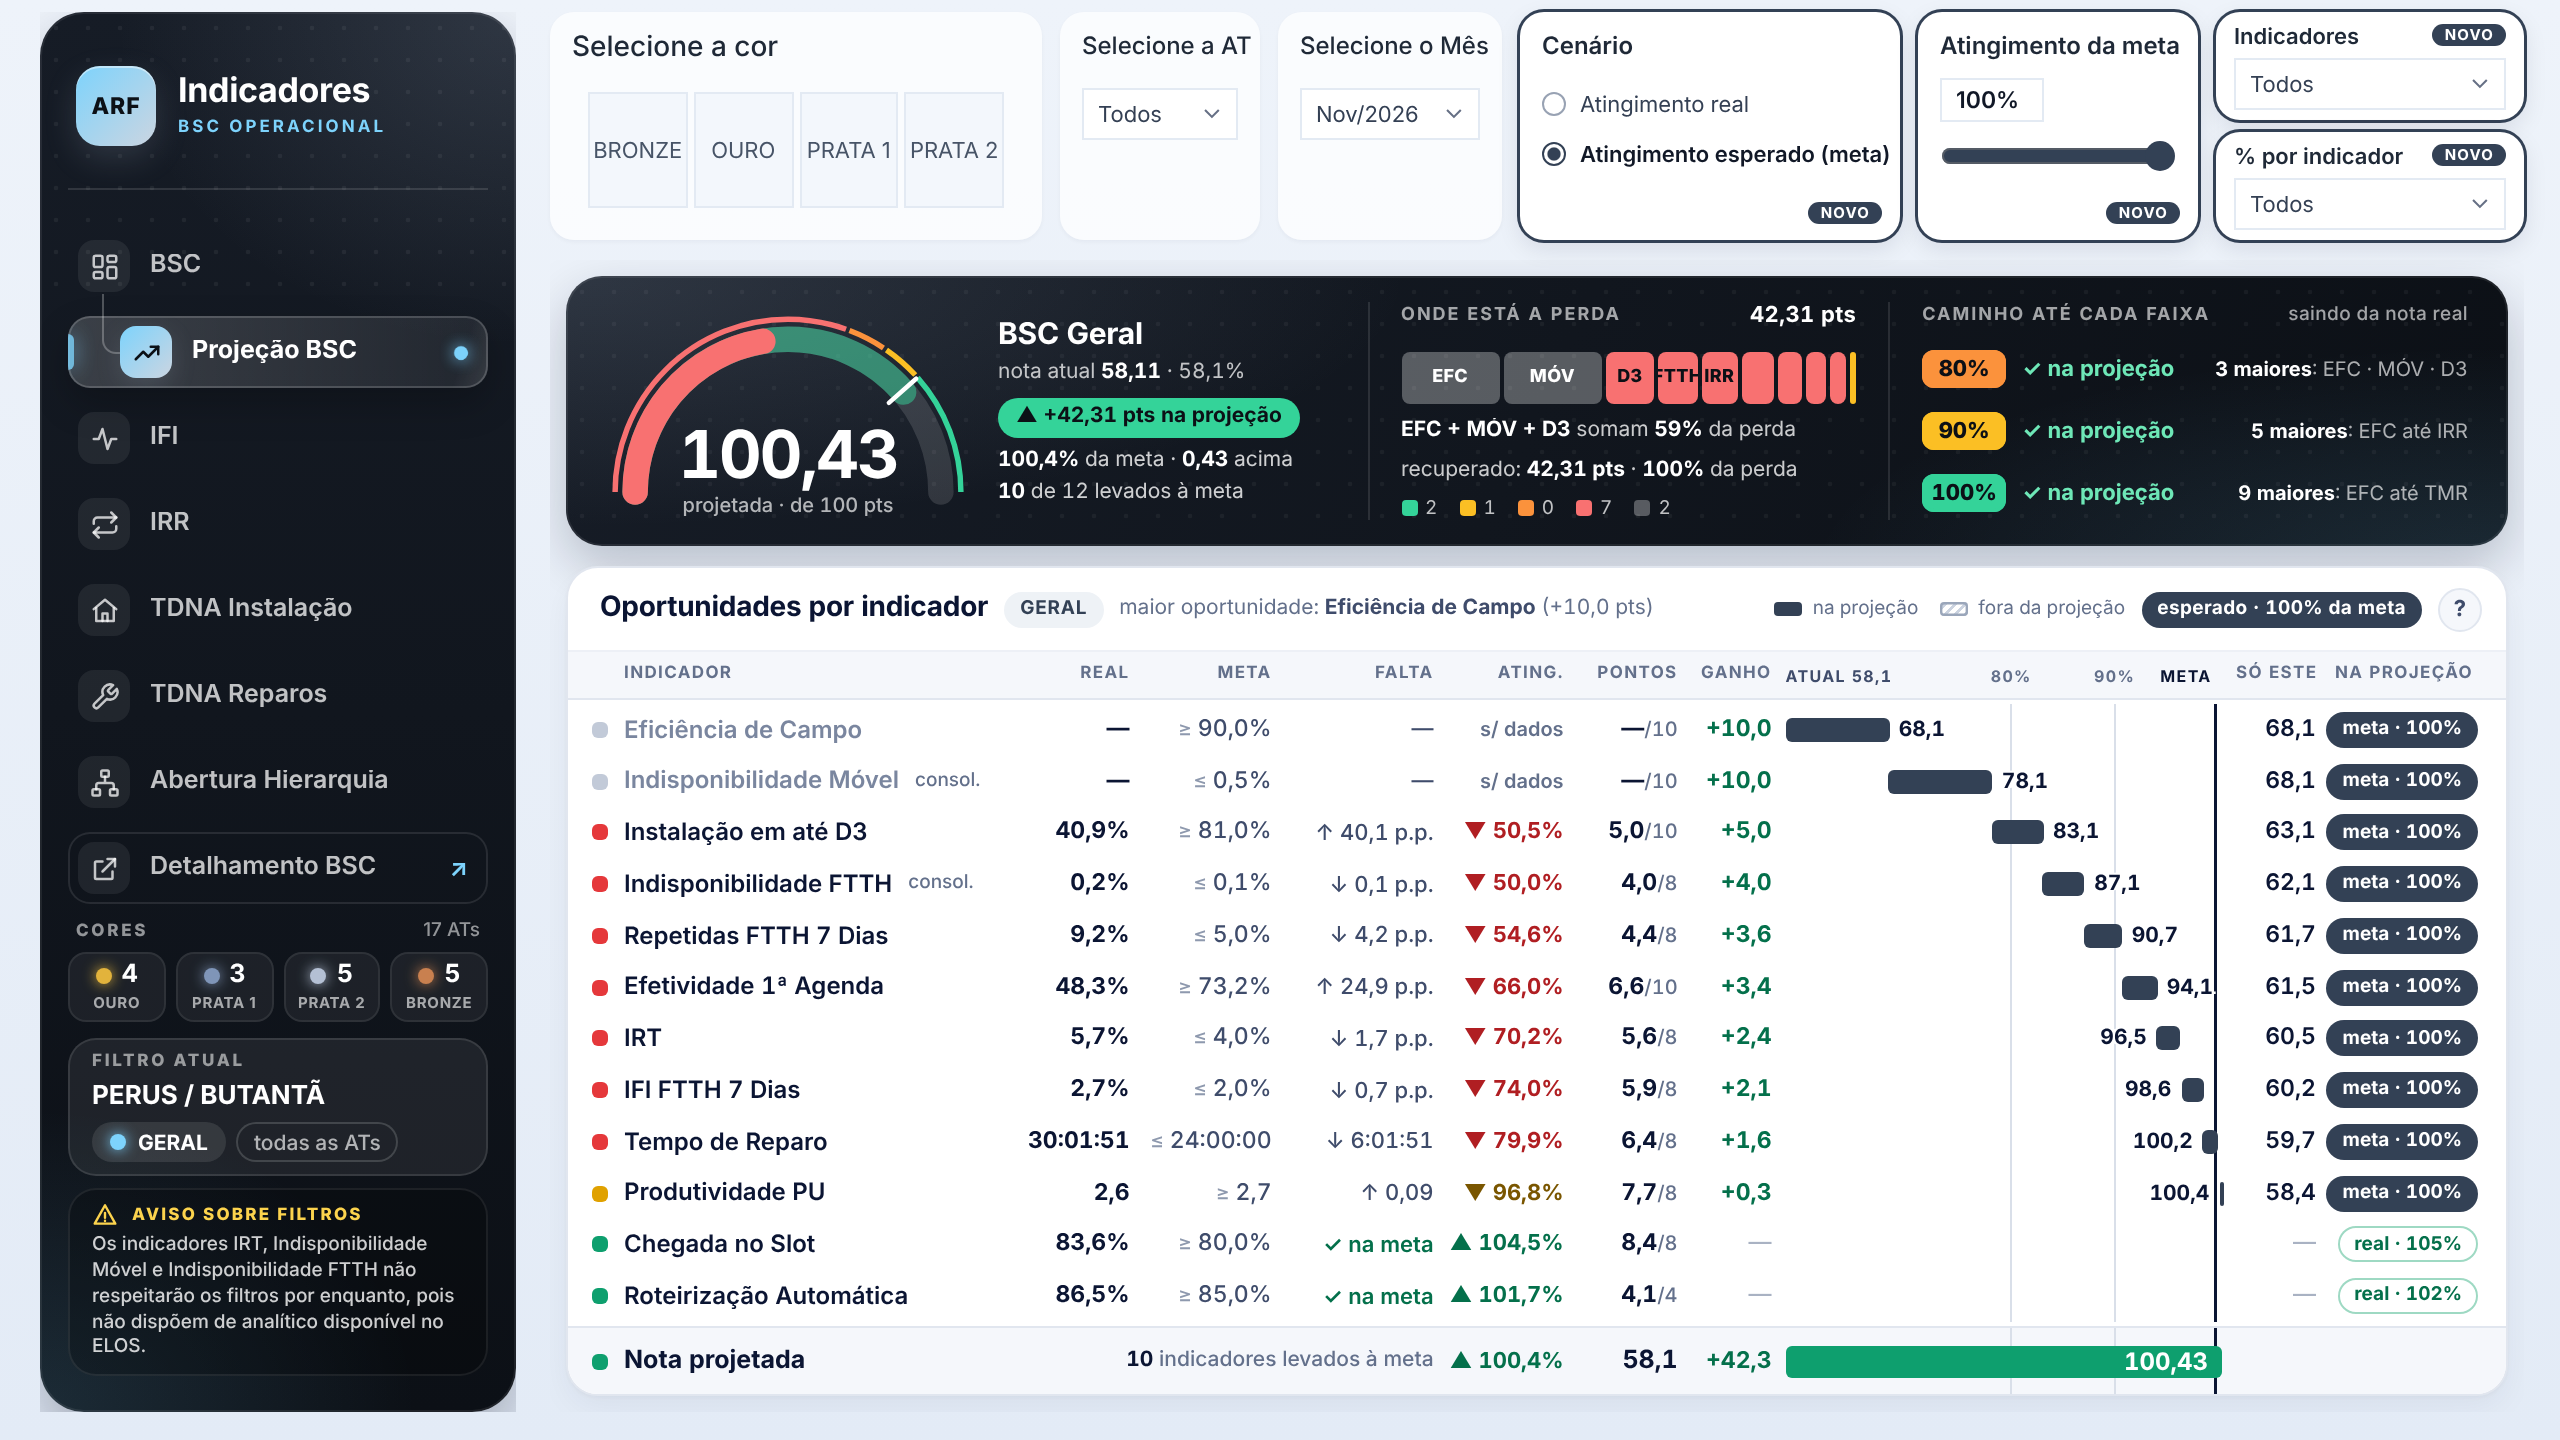 ARF
Indicadores
BSC OPERACIONAL
BSC
Projeção BSC
IFI
IRR
TDNA Instalação
TDNA Reparos
Abertura Hierarquia
Detalhamento BSC
CORES 17 ATs
4 3 5 5
OURO PRATA 1 PRATA 2 BRONZE
FILTRO ATUAL
PERUS / BUTANTÃ
GERAL todas as ATs
AVISO SOBRE FILTROS
Os indicadores IRT, Indisponibilidade
Móvel e Indisponibilidade FTTH não
respeitarão os filtros por enquanto, pois
não dispõem de analítico disponível no
ELOS.
Selecione a cor
BRONZE OURO PRATA 1 PRATA 2
Selecione a AT
Todos
Selecione o Mês
Nov/2026
Cenário
Atingimento real
Atingimento esperado (meta)
NOVO
Atingimento da meta
100%
NOVO
Indicadores NOVO
Todos
% por indicador NOVO
Todos
100,43
projetada · de 100 pts
BSC Geral
nota atual 58,11 · 58,1%
▲ +42,31 pts na projeção
100,4% da meta · 0,43 acima
10 de 12 levados à meta
ONDE ESTÁ A PERDA 42,31 pts
EFC MÓV D3 FTTH IRR
EFC + MÓV + D3 somam 59% da perda
recuperado: 42,31 pts · 100% da perda
2 1 0 7 2
CAMINHO ATÉ CADA FAIXA saindo da nota real
80% ✓ na projeção 3 maiores: EFC · MÓV · D3
90% ✓ na projeção 5 maiores: EFC até IRR
100% ✓ na projeção 9 maiores: EFC até TMR
Oportunidades por indicador GERAL maior oportunidade: Eficiência de Campo (+10,0 pts) na projeção fora da projeção esperado · 100% da meta ?
INDICADOR REAL META FALTA ATING. PONTOS GANHO ATUAL 58,1 80% 90% META SÓ ESTE NA PROJEÇÃO
Eficiência de Campo — ≥ 90,0% — s/ dados —/10 +10,0 68,1 68,1 meta · 100%
Indisponibilidade Móvel consol. — ≤ 0,5% — s/ dados —/10 +10,0 78,1 68,1 meta · 100%
Instalação em até D3 40,9% ≥ 81,0% ↑ 40,1 p.p. ▼ 50,5% 5,0/10 +5,0 83,1 63,1 meta · 100%
Indisponibilidade FTTH consol. 0,2% ≤ 0,1% ↓ 0,1 p.p. ▼ 50,0% 4,0/8 +4,0 87,1 62,1 meta · 100%
Repetidas FTTH 7 Dias 9,2% ≤ 5,0% ↓ 4,2 p.p. ▼ 54,6% 4,4/8 +3,6 90,7 61,7 meta · 100%
Efetividade 1ª Agenda 48,3% ≥ 73,2% ↑ 24,9 p.p. ▼ 66,0% 6,6/10 +3,4 94,1 61,5 meta · 100%
IRT 5,7% ≤ 4,0% ↓ 1,7 p.p. ▼ 70,2% 5,6/8 +2,4 96,5 60,5 meta · 100%
IFI FTTH 7 Dias 2,7% ≤ 2,0% ↓ 0,7 p.p. ▼ 74,0% 5,9/8 +2,1 98,6 60,2 meta · 100%
Tempo de Reparo 30:01:51 ≤ 24:00:00 ↓ 6:01:51 ▼ 79,9% 6,4/8 +1,6 100,2 59,7 meta · 100%
Produtividade PU 2,6 ≥ 2,7 ↑ 0,09 ▼ 96,8% 7,7/8 +0,3 100,4 58,4 meta · 100%
Chegada no Slot 83,6% ≥ 80,0% ✓ na meta ▲ 104,5% 8,4/8 — — real · 105%
Roteirização Automática 86,5% ≥ 85,0% ✓ na meta ▲ 101,7% 4,1/4 — — real · 102%
Nota projetada 10 indicadores levados à meta ▲ 100,4% 58,1 +42,3 100,43